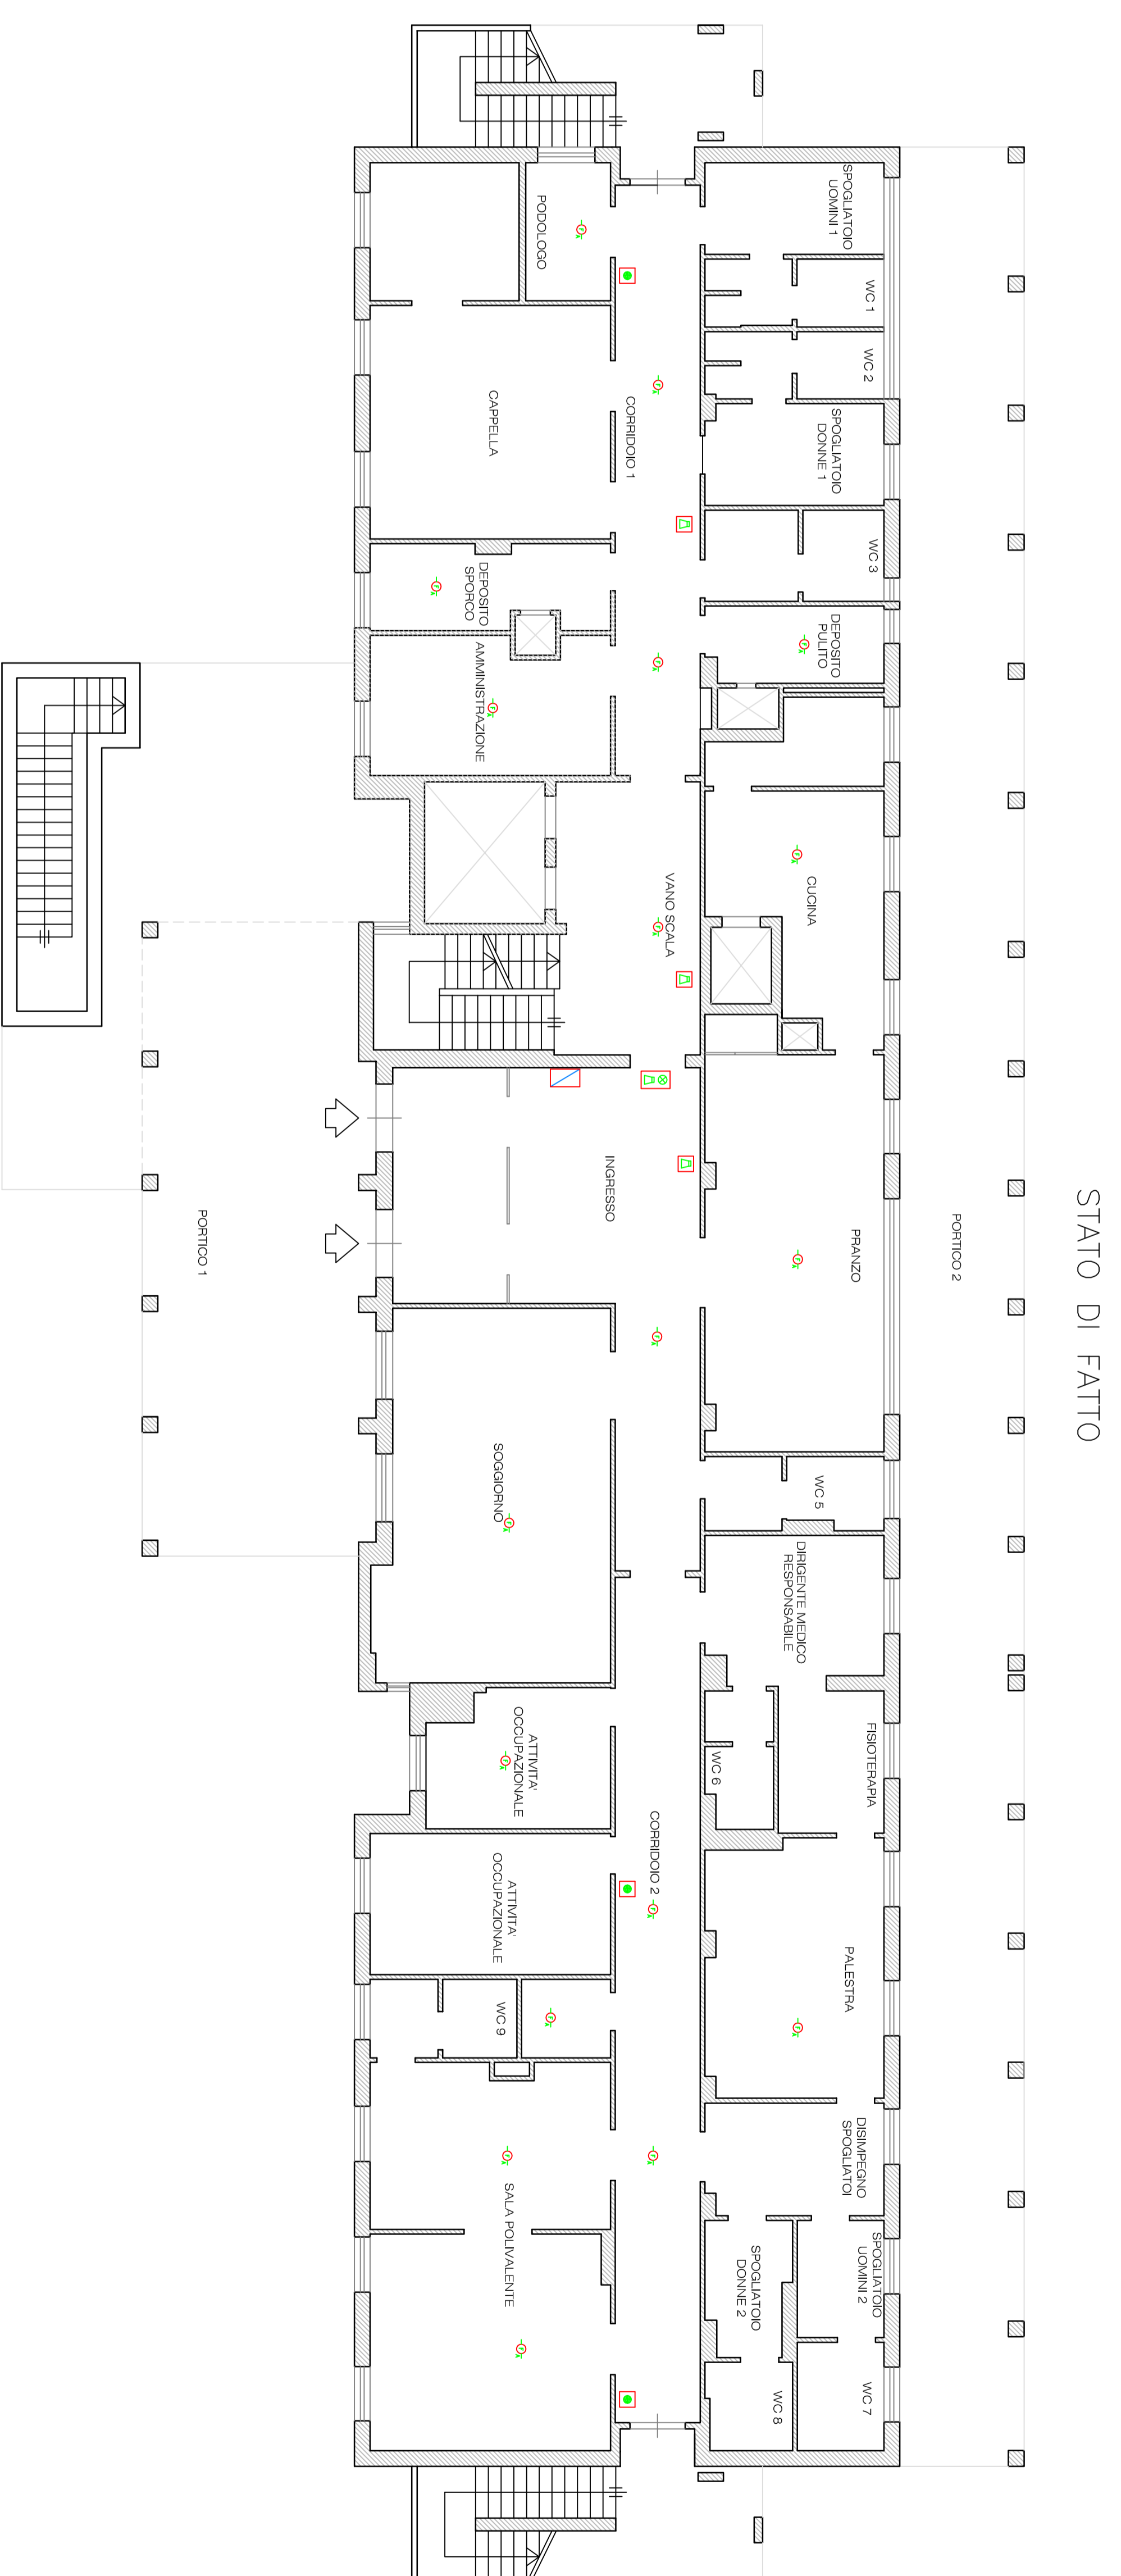 STATO DI FATTO
PORTICO 2
SPOGLIATOIO
UOMINI 1
WC 1
WC 2
SPOGLIATOIO
DONNE 1
WC 3
DEPOSITO
PULITO
CUCINA
PRANZO
WC 5
DIRIGENTE MEDICO
RESPONSABILE
FISIOTERAPIA
WC 6
PALESTRA
DISIMPEGNO
SPOGLIATOI
SPOGLIATOIO
UOMINI 2
SPOGLIATOIO
DONNE 2
WC 7
WC 8
CORRIDOIO 1
VANO SCALA
INGRESSO
CORRIDOIO 2
PODOLOGO
CAPPELLA
DEPOSITO
SPORCO
AMMINISTRAZIONE
SOGGIORNO
ATTIVITA'
OCCUPAZIONALE
ATTIVITA'
OCCUPAZIONALE
WC 9
SALA POLIVALENTE
PORTICO 1